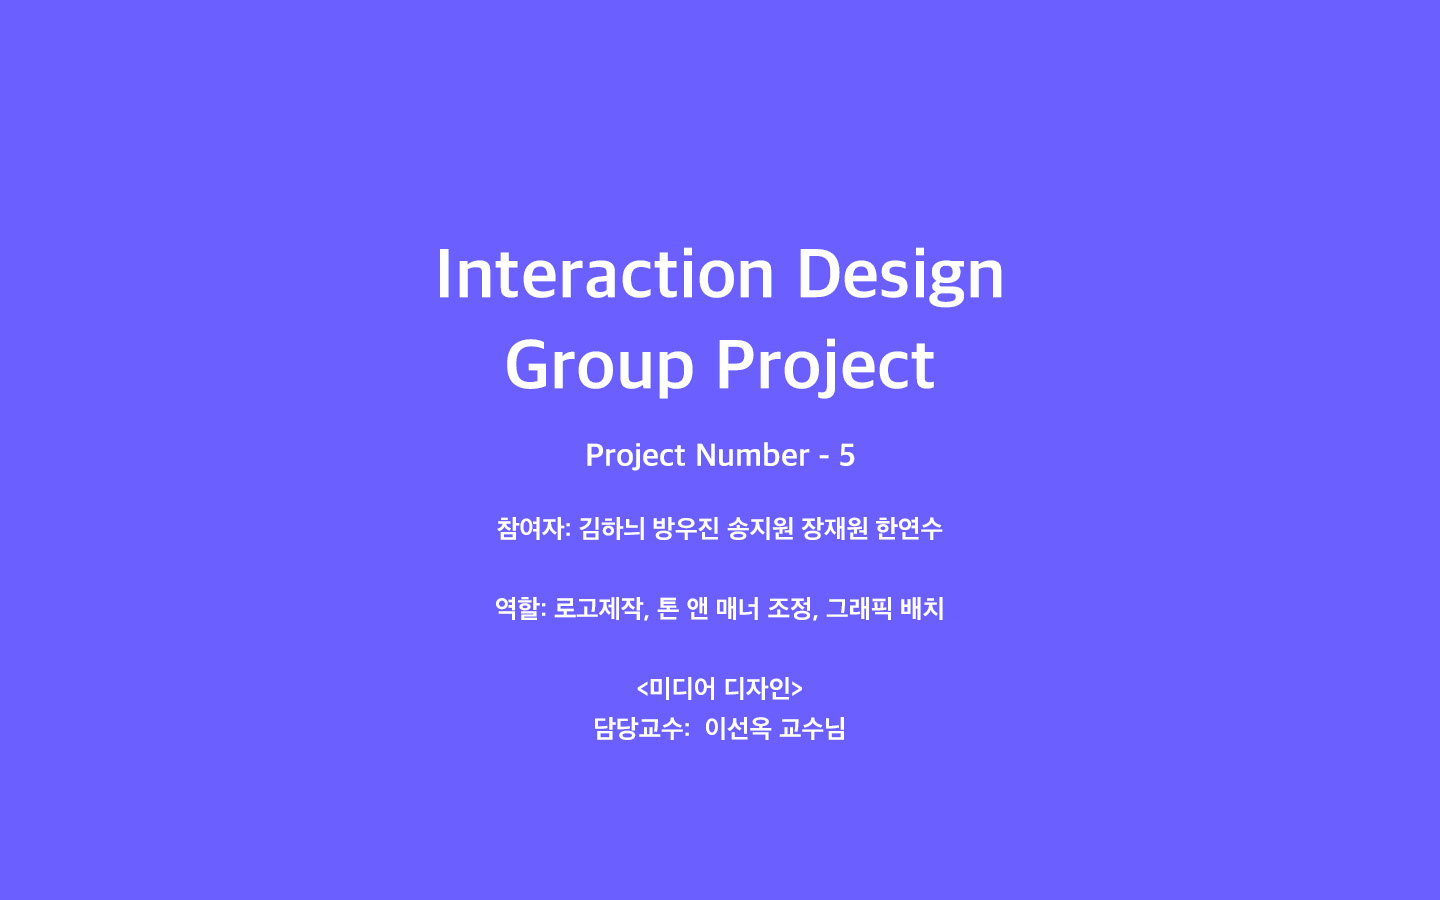 Interaction Design
Group Project
Project Number - 5
참여자: 김하늬 방우진 송지원 장재원 한연수
역할: 로고제작, 톤 앤 매너 조정, 그래픽 배치
<미디어 디자인>
담당교수:  이선옥 교수님